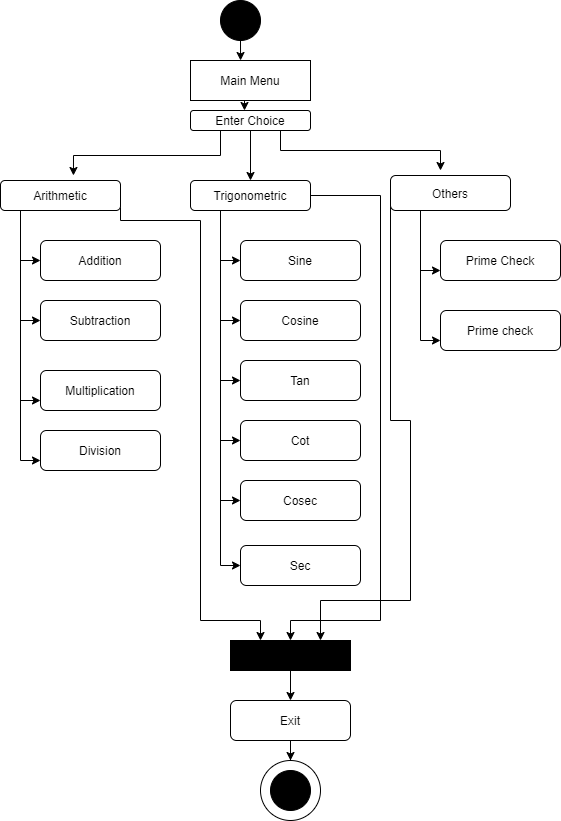 Main Menu
Enter Choice
Arithmetic
Trigonometric
Others
Addition
Subtraction
Multiplication
Division
Sine
Cosine
Tan
Cot
Cosec
Sec
Prime Check
Prime check
Exit